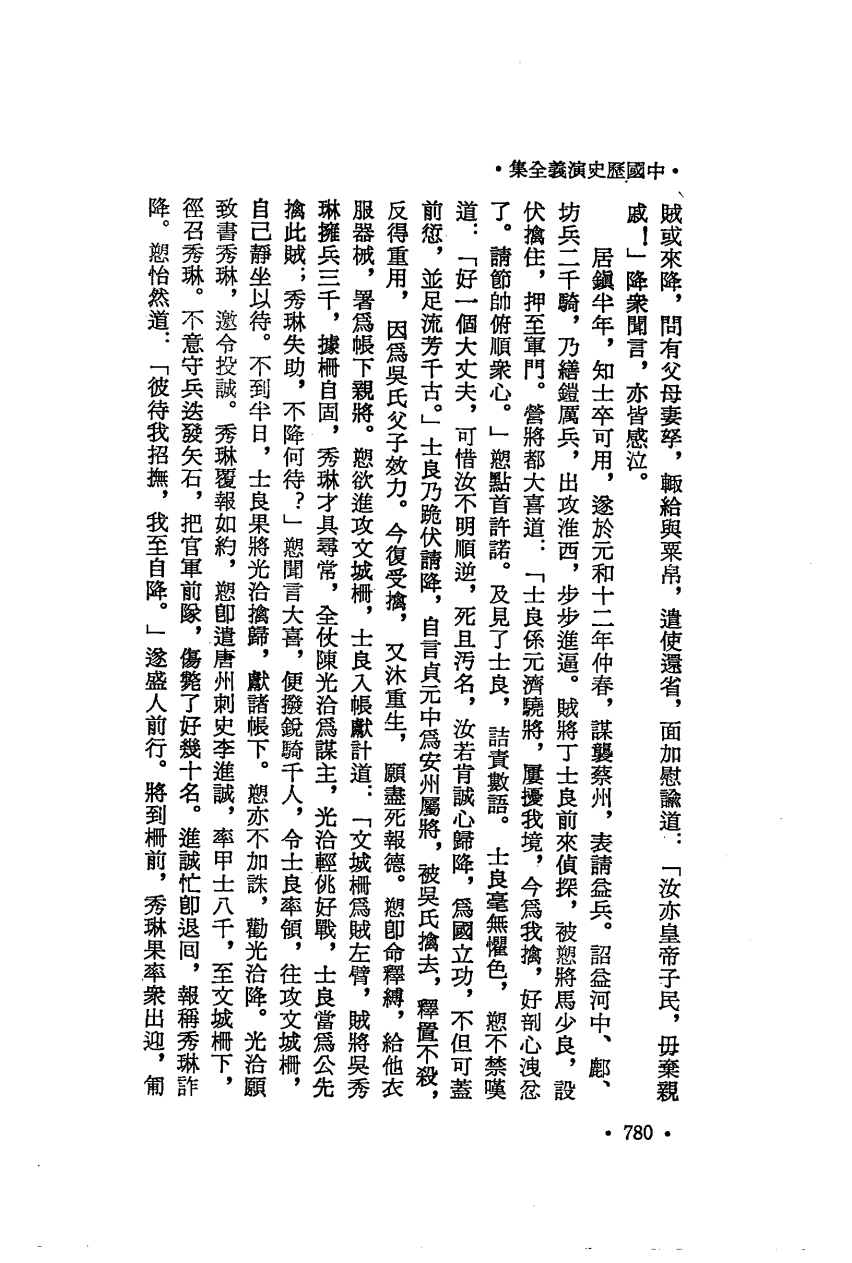 •中國歷史演義全集•
賊或來降，問有父母妻孥，輒給與粟帛，遣使還省，面加慰諭道：「汝亦皇帝子民，毋棄親
戚！」降衆聞言，亦皆感泣。
居鎭半年，知士卒可用，遂於元和十二年仲春，謀襲蔡州，表請益兵。詔益河中、鄜、
坊兵二千騎，乃繕鎧厲兵，出攻淮西，步步進逼。賊將丁士良前來偵探，被愬將馬少良，設
伏擒住，押至軍門。營將都大喜道：「士良係元濟驍將，屢擾我境，今爲我擒，好剖心洩忿
了。請節帥俯順衆心。」愬點首許諾。及見了士良，詰責數語。士良毫無懼色，愬不禁嘆
道：「好一個大丈夫，可惜汝不明順逆，死且汚名，汝若肯誠心歸降，爲國立功，不但可蓋
前愆，並足流芳千古。」士良乃跪伏請降，自言貞元中爲安州屬將，被吳氏擒去，釋置不殺，
反得重用，因爲吳氏父子效力。今復受擒，又沐重生，願盡死報德。愬卽命釋縛，給他衣
服器械，署爲帳下親將。愬欲進攻文城柵，士良入帳獻計道：「文城柵爲賊左臂，賊將吳秀
琳擁兵三千，據柵自固，秀琳才具尋常，全仗陳光洽爲謀主，光洽輕佻好戰，士良當爲公先
擒此賊；秀琳失助，不降何待？」愬聞言大喜，便撥銳騎千人，令士良率領，往攻文城柵，
自己靜坐以待。不到半日，士良果將光洽擒歸，獻諸帳下。愬亦不加誅，勸光洽降。光洽願
致書秀琳，邀令投誠。秀琳覆報如約，愬卽遣唐州刺史李進誠，率甲士八千，至文城柵下，
徑召秀琳。不意守兵迭發矢石，把官軍前隊，傷斃了好幾十名。進誠忙卽退回，報稱秀琳詐
降。愬怡然道：「彼待我招撫，我至自降。」遂盛人前行。將到柵前，秀琳果率衆出迎，匍
•780•